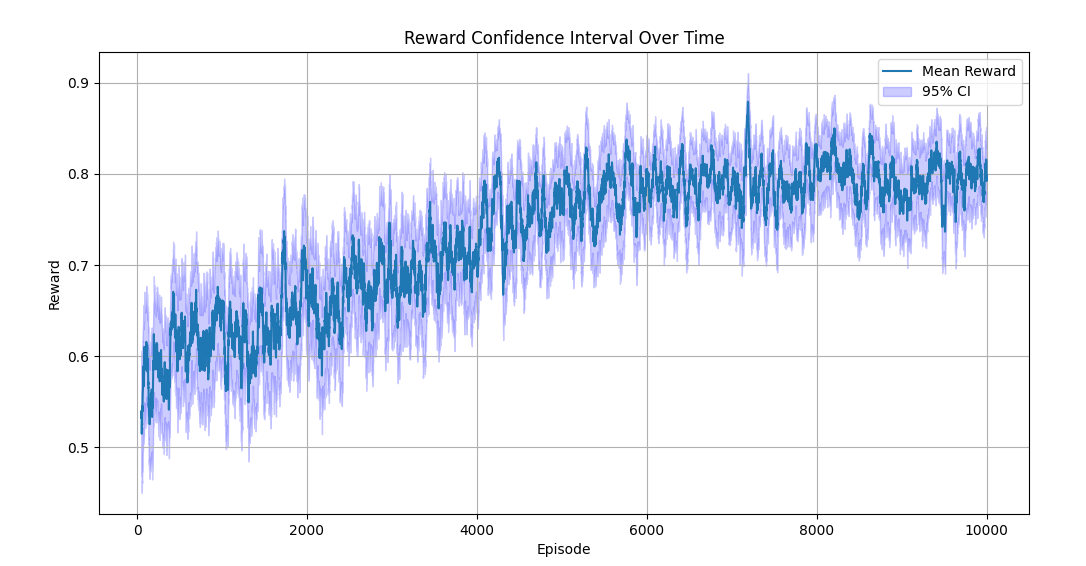 Reward Confidence Interval Over Time
Mean Reward
95% CI
0.9
0.8
0.7
0.6
0.5
Reward
0
2000
4000
6000
8000
10000
Episode